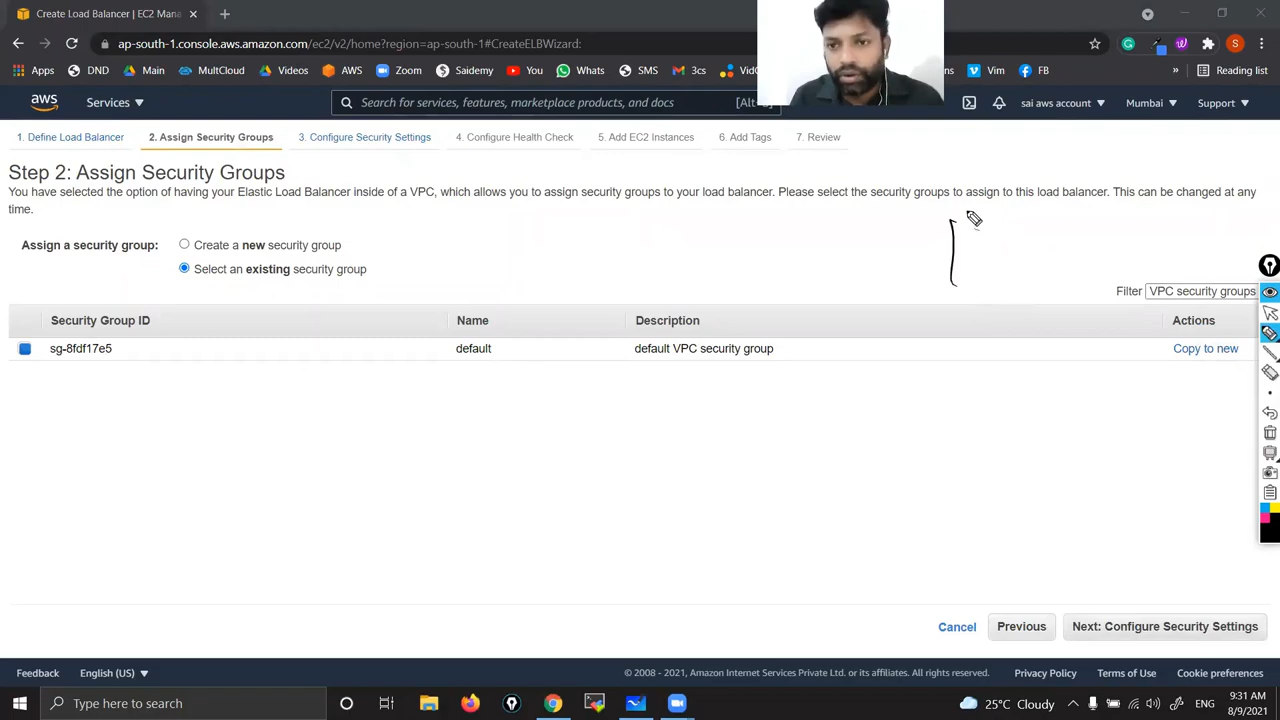 Create Load Balancer | EC2 Mana
ap-south-1.console.aws.amazon.com/ec2/v2/home?region=ap-south-1#CreateELBWizard:
S
Apps DND Main MultCloud Videos AWS Zoom Saidemy You Whats SMS 3cs Vid Vim FB » Reading list
aws Services Search for services, features, marketplace products, and docs [Alt sai aws account Mumbai Support
1. Define Load Balancer 2. Assign Security Groups 3. Configure Security Settings 4. Configure Health Check 5. Add EC2 Instances 6. Add Tags 7. Review
Step 2: Assign Security Groups
You have selected the option of having your Elastic Load Balancer inside of a VPC, which allows you to assign security groups to your load balancer. Please select the security groups to assign to this load balancer. This can be changed at any
time.
Assign a security group: Create a new security group
Select an existing security group
Filter VPC security groups
Security Group ID Name Description Actions
sg-8fdf17e5 default default VPC security group Copy to new
Cancel Previous Next: Configure Security Settings
Feedback English (US) © 2008 - 2021, Amazon Internet Services Private Ltd. or its affiliates. All rights reserved. Privacy Policy Terms of Use Cookie preferences
Type here to search 25°C Cloudy ENG 9:31 AM
8/9/2021